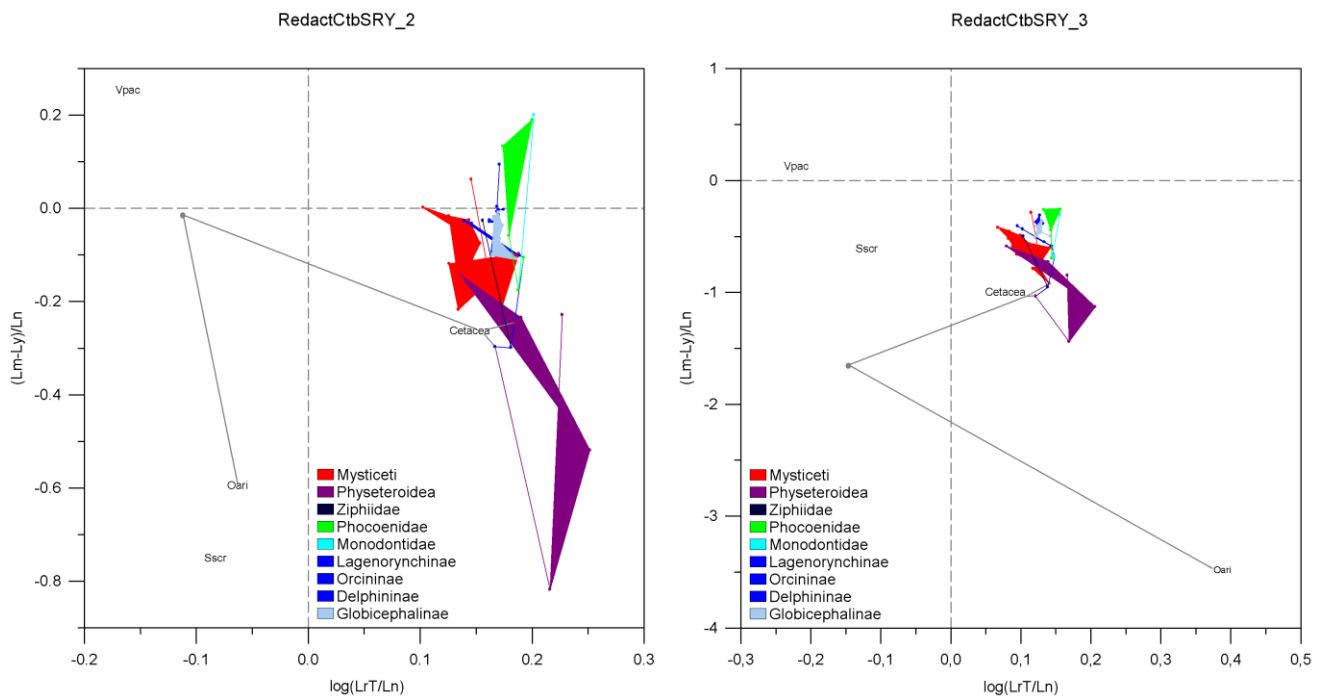 RedactCtbSRY_2
0.2
0.0
-0.2
-0.4
-0.6
-0.8
(Lm-Ly)/Ln
Vpac
Cetacea
Oari
Sscr
Mysticeti
Physeteroidea
Ziphiidae
Phocoenidae
Monodontidae
Lagenorynchinae
Orcininae
Delphininae
Globicephalinae
-0.2
-0.1
0.0
0.1
0.2
0.3
log(LrT/Ln)
RedactCtbSRY_3
1
0
-1
-2
-3
-4
(Lm-Ly)/Ln
Vpac
Sscr
Cetacea
Oari
Mysticeti
Physeteroidea
Ziphiidae
Phocoenidae
Monodontidae
Lagenorynchinae
Orcininae
Delphininae
Globicephalinae
-0,3
-0,2
-0,1
0,0
0,1
0,2
0,3
0,4
0,5
log(LrT/Ln)